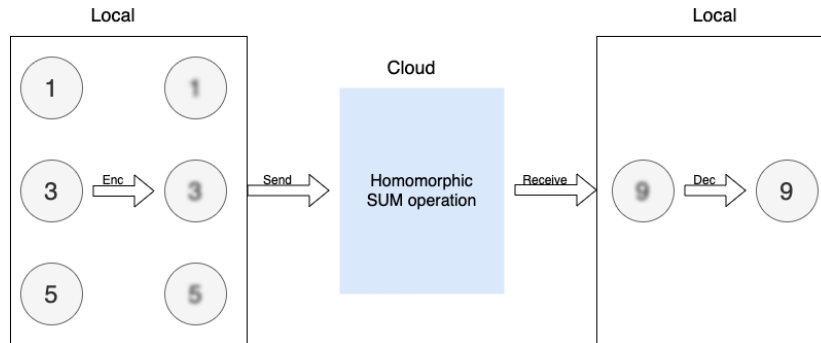 Local
Local
Cloud
1
1
3
Enc
3
Send
Homomorphic
SUM operation
Receive
9
Dec
9
5
5